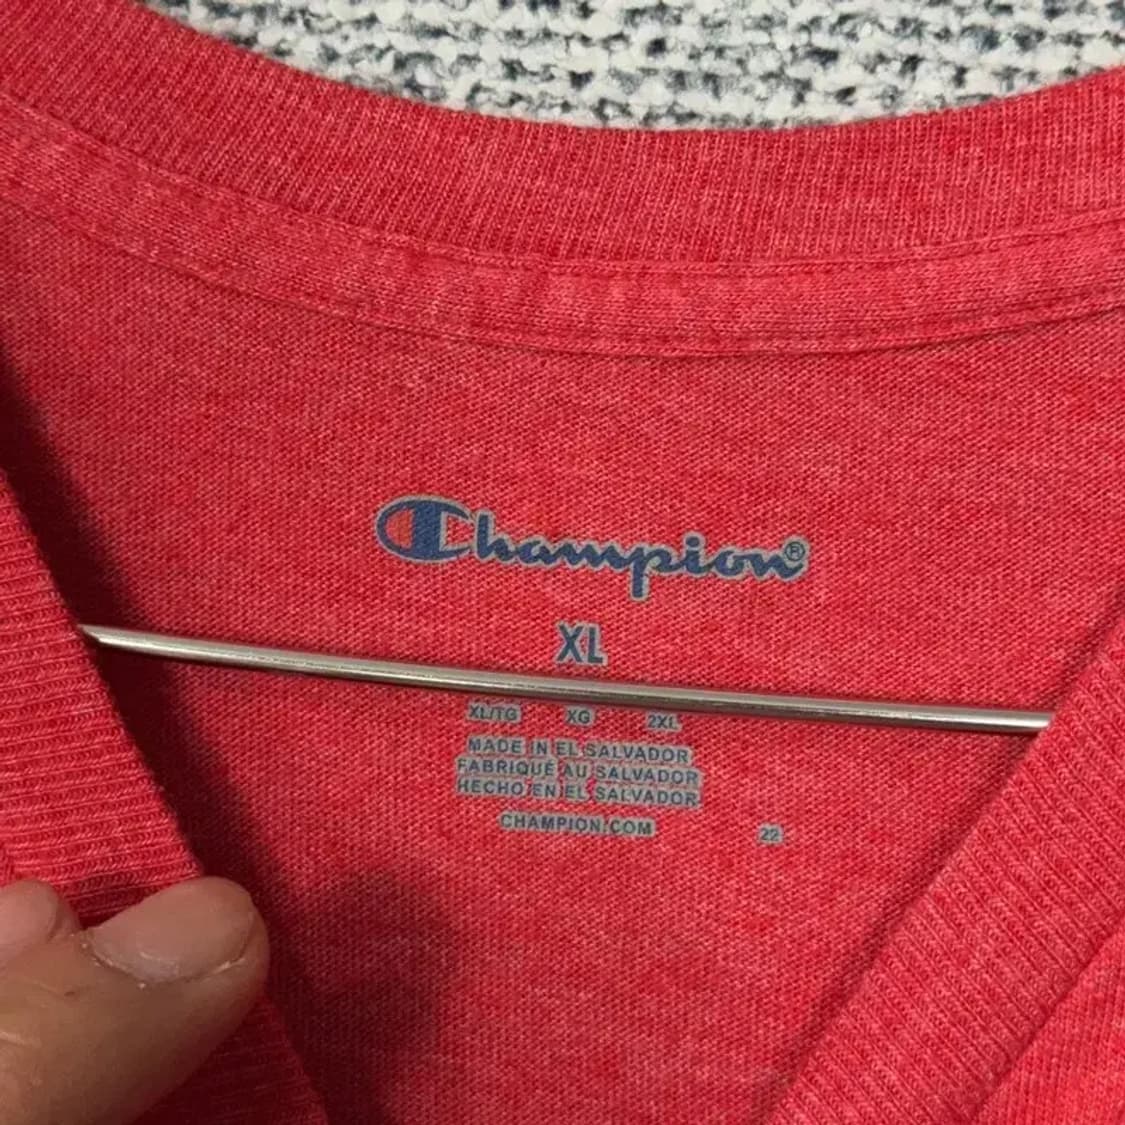 Champion®
XL
XL/TG XG 2XL
MADE IN EL SALVADOR
FABRIQUÉ AU SALVADOR
HECHO EN EL SALVADOR
CHAMPION.COM
22